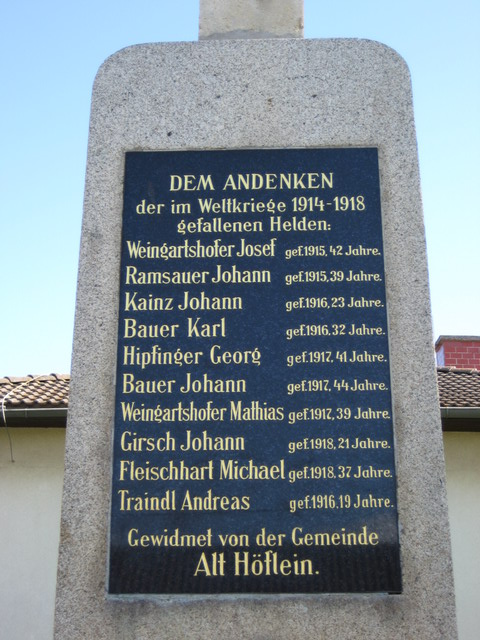 DEM ANDENKEN
der im Weltkriege 1914-1918
gefallenen Helden:
Weingartshofer Josef gef.1915, 42 Jahre.
Ramsauer Johann gef.1915, 39 Jahre.
Kainz Johann gef.1916, 23 Jahre.
Bauer Karl gef.1916, 32 Jahre.
Hipfinger Georg gef.1917, 41 Jahre.
Bauer Johann gef.1917, 44 Jahre.
Weingartshofer Mathias gef.1917, 39 Jahre.
Girsch Johann gef.1918, 21 Jahre.
Fleischhart Michael gef.1918, 37 Jahre.
Traindl Andreas gef.1916, 19 Jahre.
Gewidmet von der Gemeinde
Alt Höflein.